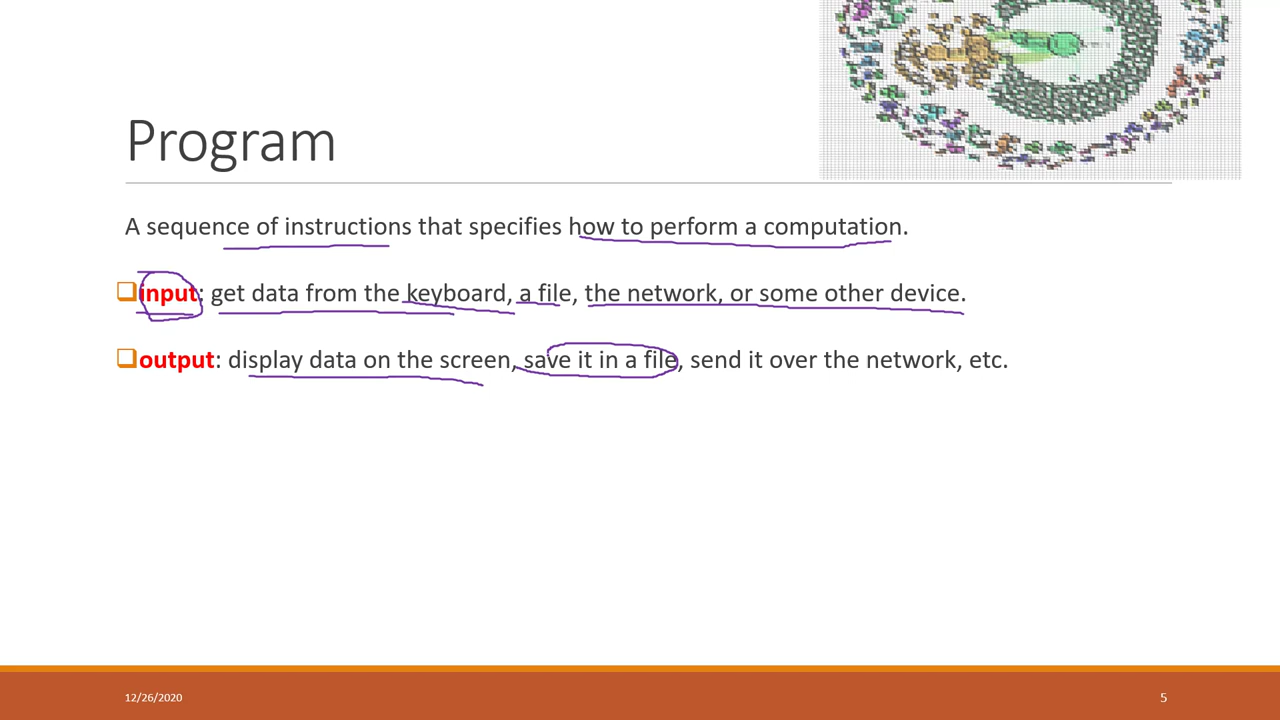 Program
A sequence of instructions that specifies how to perform a computation.
input: get data from the keyboard, a file, the network, or some other device.
output: display data on the screen, save it in a file, send it over the network, etc.
12/26/2020
5